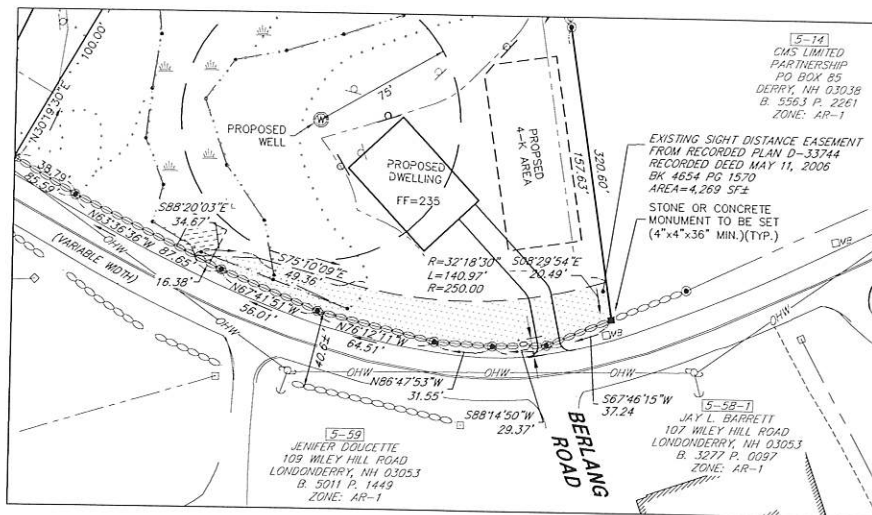 5-14
CMS LIMITED
PARTNERSHIP
PO BOX 85
DERRY, NH 03038
B. 5563 P. 2261
ZONE: AR-1
100.00'
N30°19'30"E
75'
PROPOSED
WELL
W
PROPOSED
DWELLING
FF=235
PROPSED
4-K AREA
157.63'
320.60'
EXISTING SIGHT DISTANCE EASEMENT
FROM RECORDED PLAN D-33744
RECORDED DEED MAY 11, 2006
BK 4654 PG 1570
AREA=4,269 SF±
STONE OR CONCRETE
MONUMENT TO BE SET
(4"x4"x36" MIN.)(TYP.)
38.79'
85.59'
S88°20'03"E
34.67'
N63°36'36"W
87.65'
(VARIABLE WIDTH)
OHW
16.38'
S75°10'09"E
49.36'
N67°41'51"W
56.01'
R=32°18'30"
L=140.97'
R=250.00
S08°29'54"E
20.49'
MB
MB
N76°12'11"W
64.51'
OHW
40.6'±
OHW
OHW
OHW
N86°47'53"W
31.55'
S88°14'50"W
29.37'
S67°46'15"W
37.24
BERLANG
ROAD
5-59
JENIFER DOUCETTE
109 WILEY HILL ROAD
LONDONDERRY, NH 03053
B. 5011 P. 1449
ZONE: AR-1
5-58-1
JAY L. BARRETT
107 WILEY HILL ROAD
LONDONDERRY, NH 03053
B. 3277 P. 0097
ZONE: AR-1